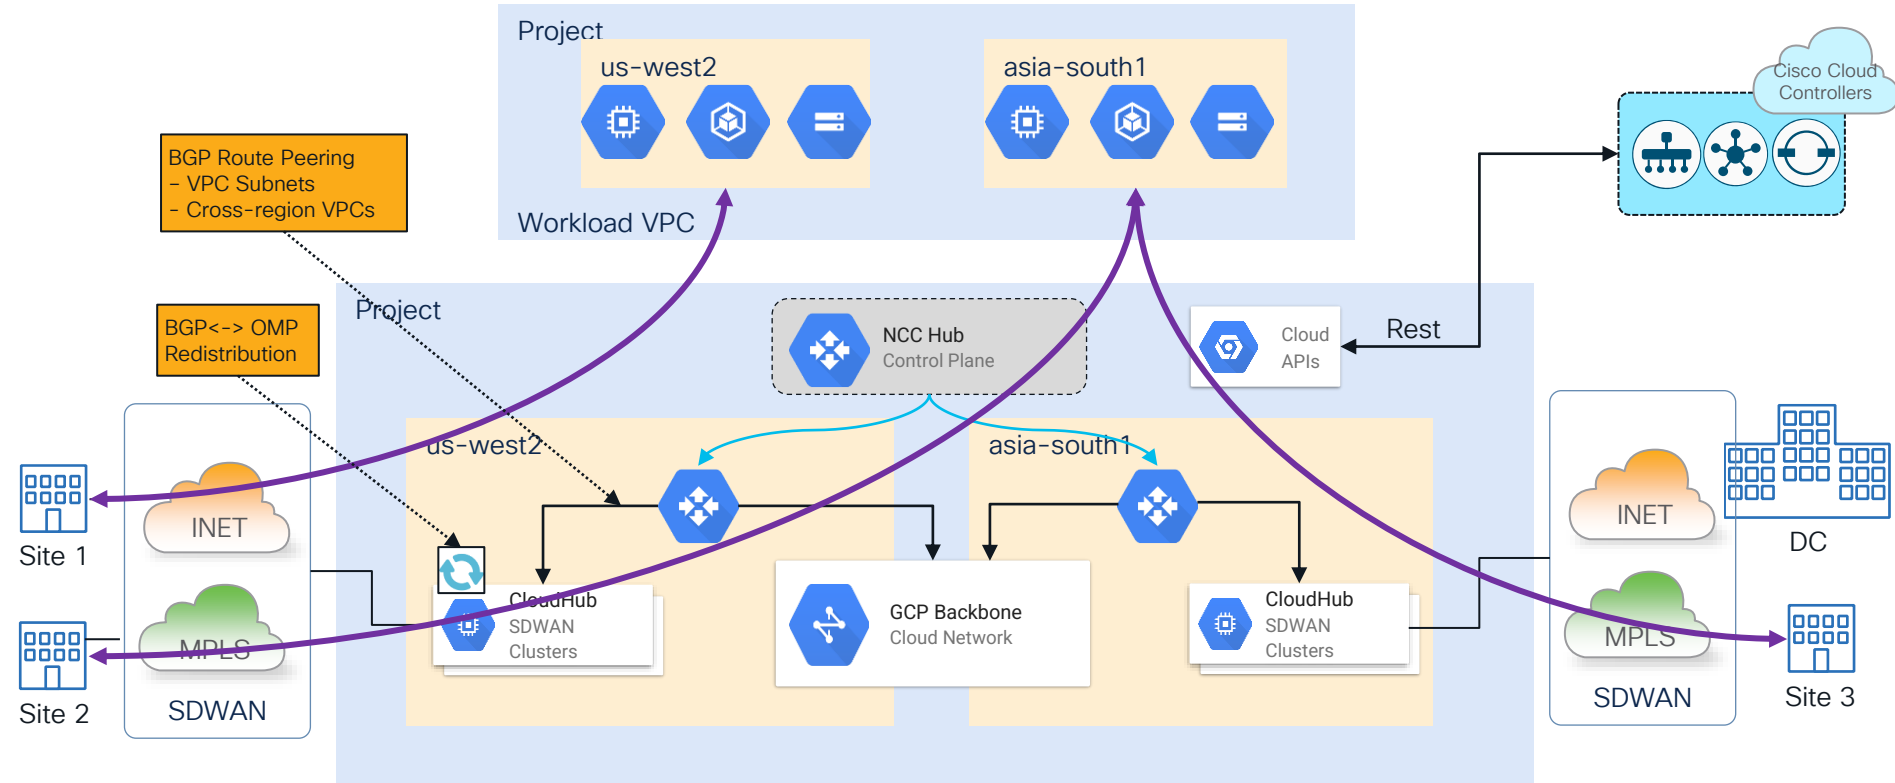 Project
us-west2
asia-south1
Workload VPC
Cisco Cloud
Controllers
BGP Route Peering
- VPC Subnets
- Cross-region VPCs
BGP<-> OMP
Redistribution
Project
NCC Hub
Control Plane
Cloud
APIs
Rest
us-west2
asia-south1
INET
MPLS
SDWAN
Site 1
Site 2
CloudHub
SDWAN
Clusters
GCP Backbone
Cloud Network
CloudHub
SDWAN
Clusters
INET
MPLS
SDWAN
DC
Site 3